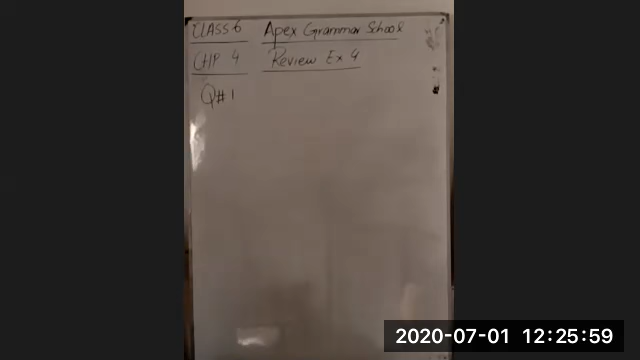 CLASS 6 Apex Grammar School
CHP 4 Review Ex 4
Q#1
2020-07-01 12:25:59